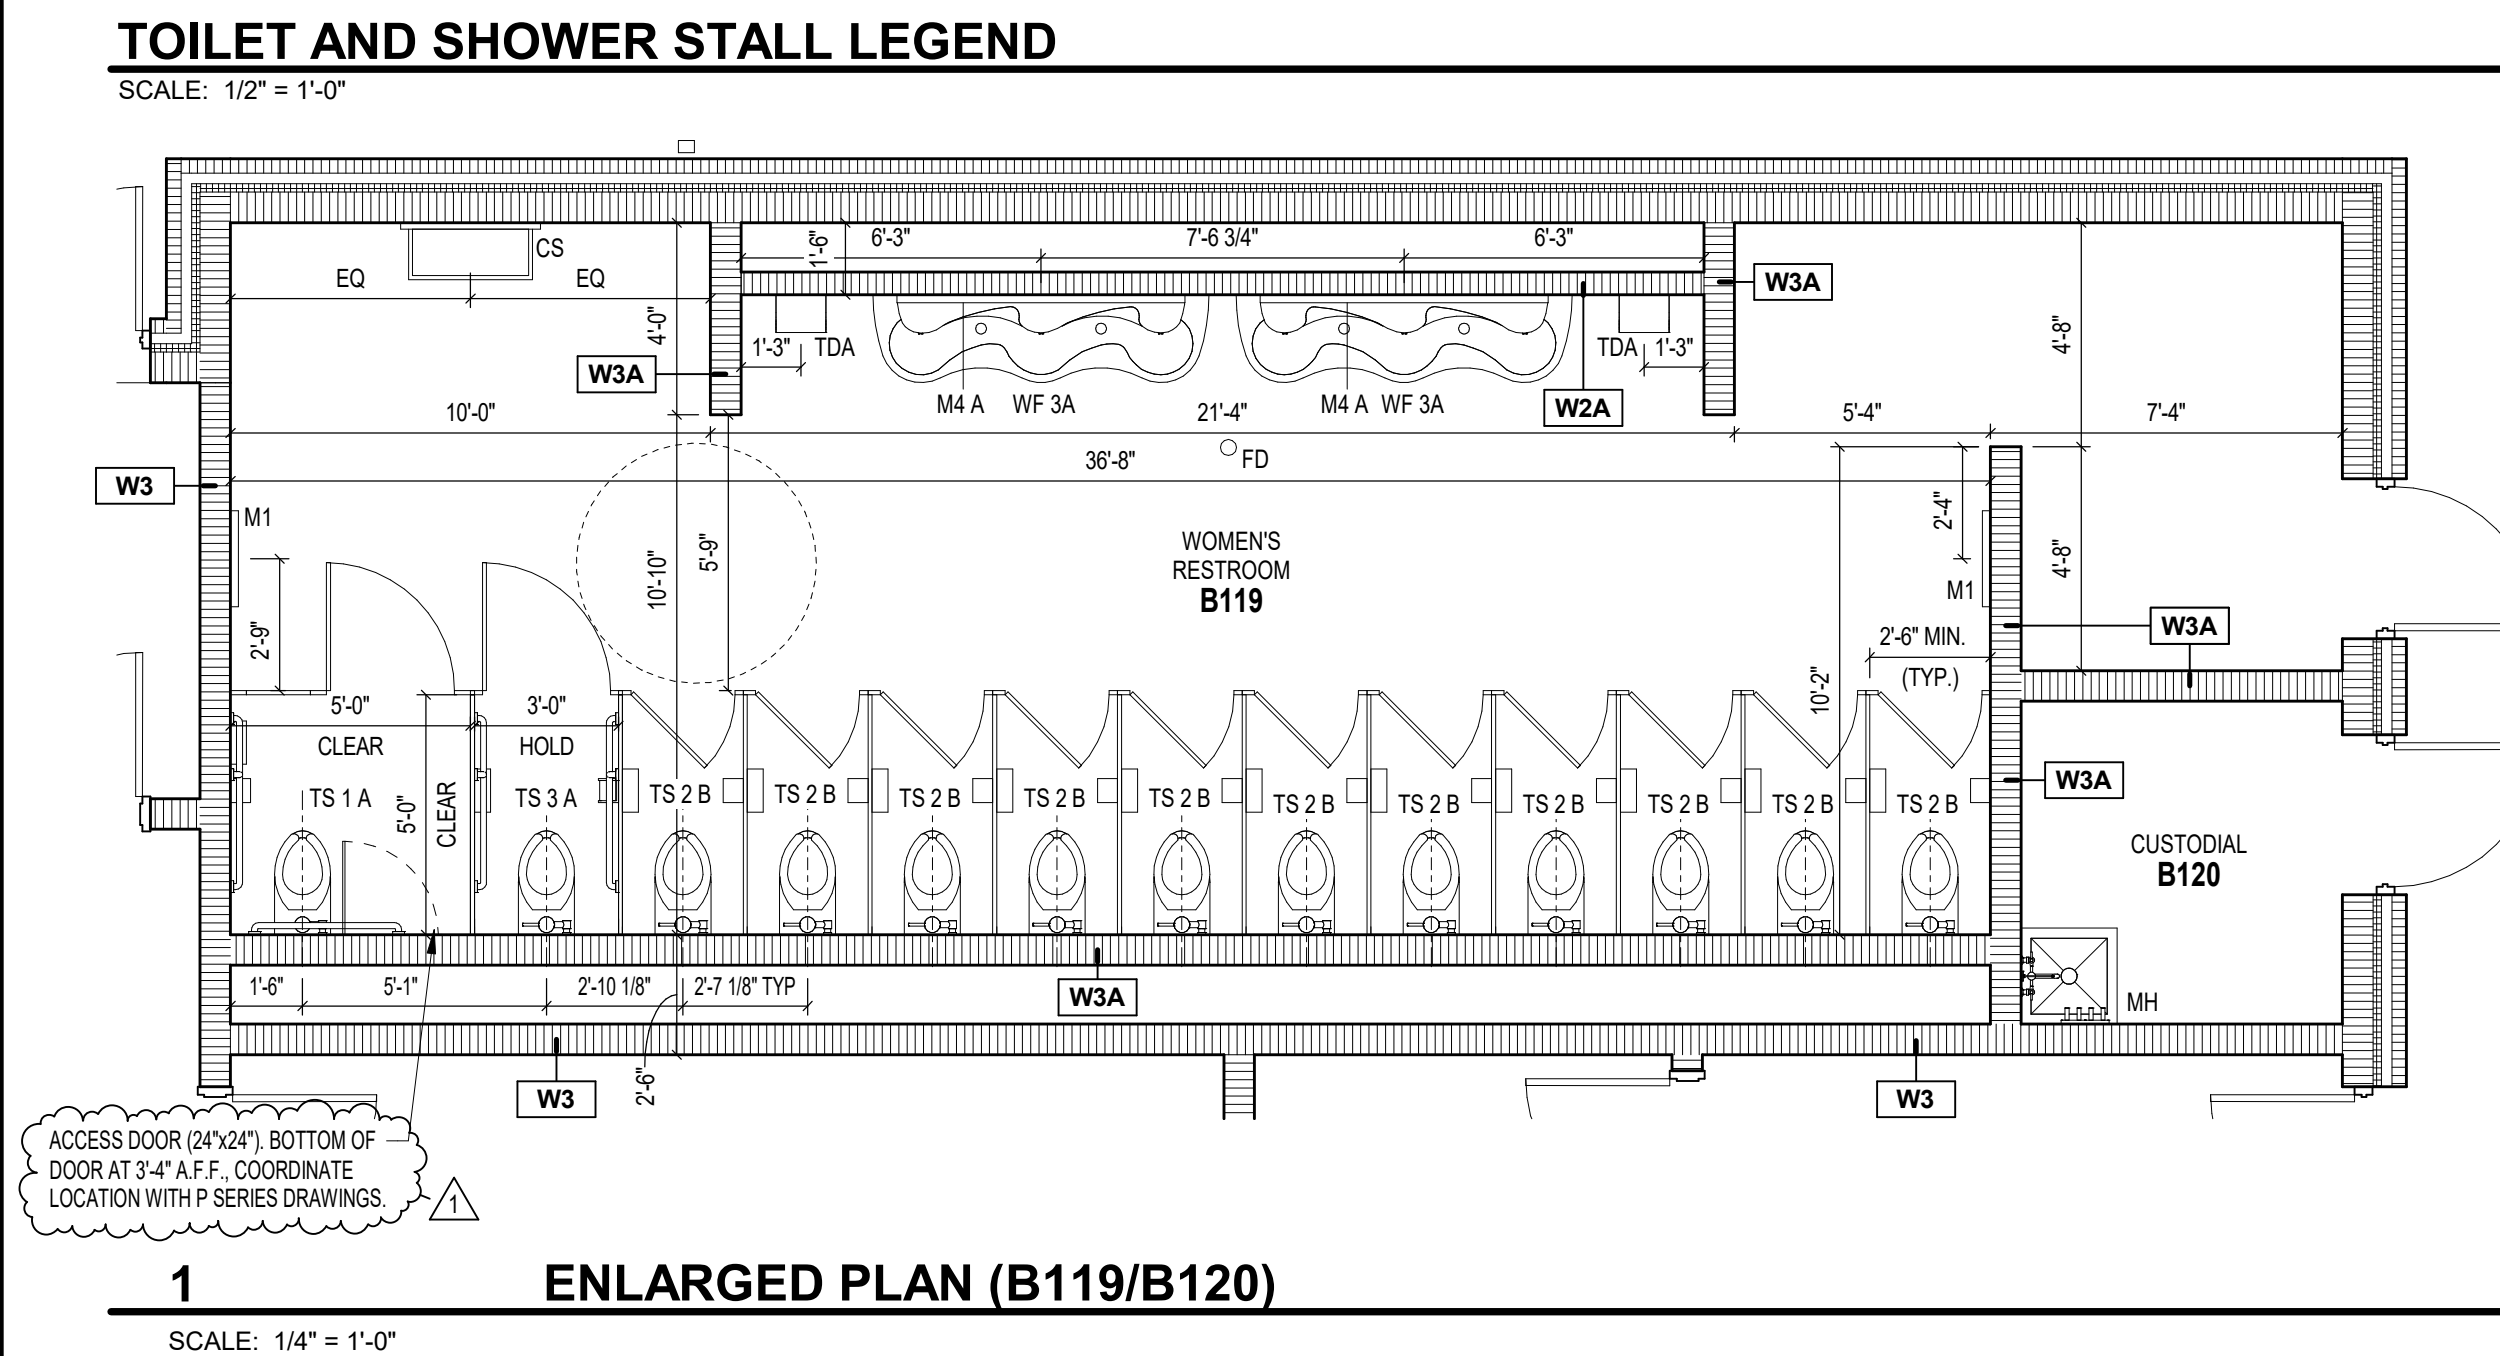 TOILET AND SHOWER STALL LEGEND
SCALE: 1/2" = 1'-0"
CS
EQ
EQ
1'-6"
6'-3"
7'-6 3/4"
6'-3"
W3A
4'-0"
W3A
1'-3"
TDA
TDA
1'-3"
4'-8"
M4 A
WF 3A
M4 A
WF 3A
W2A
10'-0"
21'-4"
5'-4"
7'-4"
36'-8"
FD
W3
M1
2'-4"
10'-10"
5'-9"
WOMEN'S
RESTROOM
B119
4'-8"
M1
2'-9"
W3A
2'-6" MIN.
(TYP.)
10'-2"
5'-0"
CLEAR
3'-0"
HOLD
5'-0"
CLEAR
TS 1 A
TS 3 A
TS 2 B
TS 2 B
TS 2 B
TS 2 B
TS 2 B
TS 2 B
TS 2 B
TS 2 B
TS 2 B
TS 2 B
TS 2 B
W3A
CUSTODIAL
B120
1'-6"
5'-1"
2'-10 1/8"
2'-7 1/8" TYP
W3A
MH
2'-6"
W3
W3
ACCESS DOOR (24"x24"). BOTTOM OF
DOOR AT 3'-4" A.F.F., COORDINATE
LOCATION WITH P SERIES DRAWINGS.
1
1
ENLARGED PLAN (B119/B120)
SCALE: 1/4" = 1'-0"